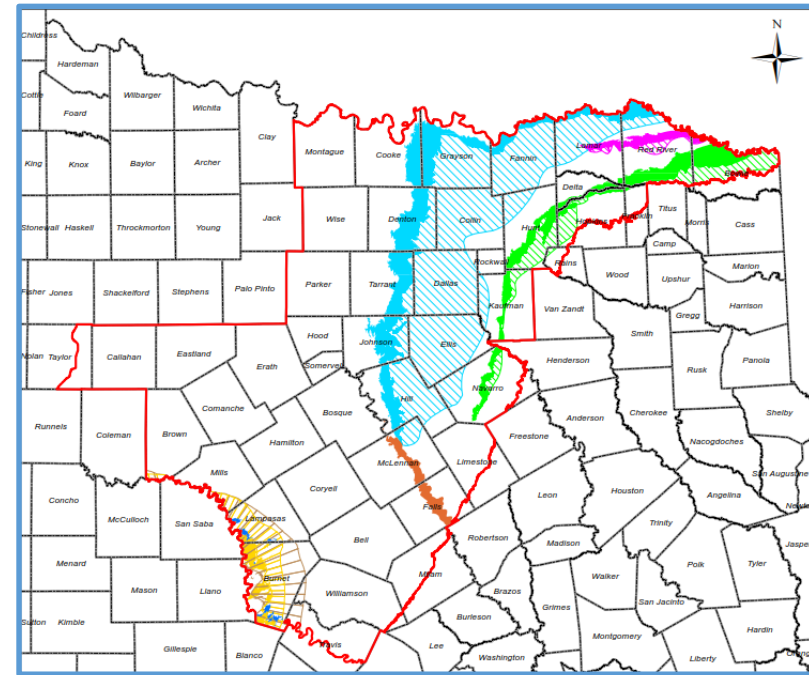 N
Childress
Hardeman
Cottle
Foard
Wilbarger
Wichita
Clay
Montague
Cooke
Grayson
Fannin
Lamar
Red River
Bowie
King
Knox
Baylor
Archer
Delta
Titus
Morris
Cass
Stonewall
Haskell
Throckmorton
Young
Jack
Wise
Denton
Collin
Hunt
Hopkins
Franklin
Camp
Marion
Rockwall
Rains
Wood
Upshur
Fisher
Jones
Shackelford
Stephens
Palo Pinto
Parker
Tarrant
Dallas
Kaufman
Van Zandt
Gregg
Harrison
Smith
Nolan
Taylor
Callahan
Eastland
Erath
Hood
Somervell
Johnson
Ellis
Henderson
Rusk
Panola
Navarro
Hill
Bosque
Comanche
Anderson
Cherokee
Shelby
Runnels
Coleman
Brown
Hamilton
Freestone
Nacogdoches
San Augustine
Mills
McLennan
Limestone
Concho
McCulloch
San Saba
Lampasas
Coryell
Falls
Leon
Houston
Angelina
Trinity
Bell
Robertson
Madison
Polk
Tyler
Jasper
Menard
Mason
Llano
Burnet
Williamson
Milam
Brazos
Walker
San Jacinto
Grimes
Burleson
Hardin
Sutton
Kimble
Gillespie
Blanco
Travis
Lee
Washington
Montgomery
Liberty